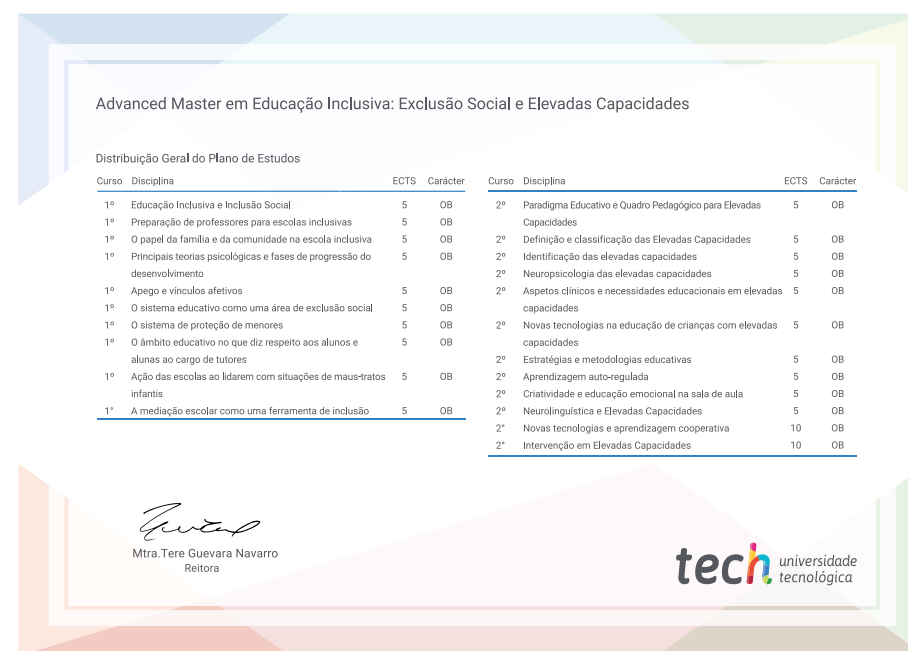 Advanced Master em Educação Inclusiva: Exclusão Social e Elevadas Capacidades
Distribuição Geral do Plano de Estudos
Curso Disciplina ECTS Carácter
1º Educação Inclusiva e Inclusão Social 5 OB
1º Preparação de professores para escolas inclusivas 5 OB
1º O papel da família e da comunidade na escola inclusiva 5 OB
1º Principais teorias psicológicas e fases de progressão do 5 OB
desenvolvimento
1º Apego e vínculos afetivos 5 OB
1º O sistema educativo como uma área de exclusão social 5 OB
1º O sistema de proteção de menores 5 OB
1º O âmbito educativo no que diz respeito aos alunos e 5 OB
alunas ao cargo de tutores
1º Ação das escolas ao lidarem com situações de maus-tratos 5 OB
infantis
1° A mediação escolar como uma ferramenta de inclusão 5 OB
Curso Disciplina ECTS Carácter
2º Paradigma Educativo e Quadro Pedagógico para Elevadas 5 OB
Capacidades
2º Definição e classificação das Elevadas Capacidades 5 OB
2º Identificação das elevadas capacidades 5 OB
2º Neuropsicologia das elevadas capacidades 5 OB
2º Aspetos clínicos e necessidades educacionais em elevadas 5 OB
capacidades
2º Novas tecnologias na educação de crianças com elevadas 5 OB
capacidades
2º Estratégias e metodologias educativas 5 OB
2º Aprendizagem auto-regulada 5 OB
2º Criatividade e educação emocional na sala de aula 5 OB
2º Neurolinguística e Elevadas Capacidades 5 OB
2° Novas tecnologias e aprendizagem cooperativa 10 OB
2° Intervenção em Elevadas Capacidades 10 OB
Mtra.Tere Guevara Navarro
Reitora
tech universidade
tecnológica